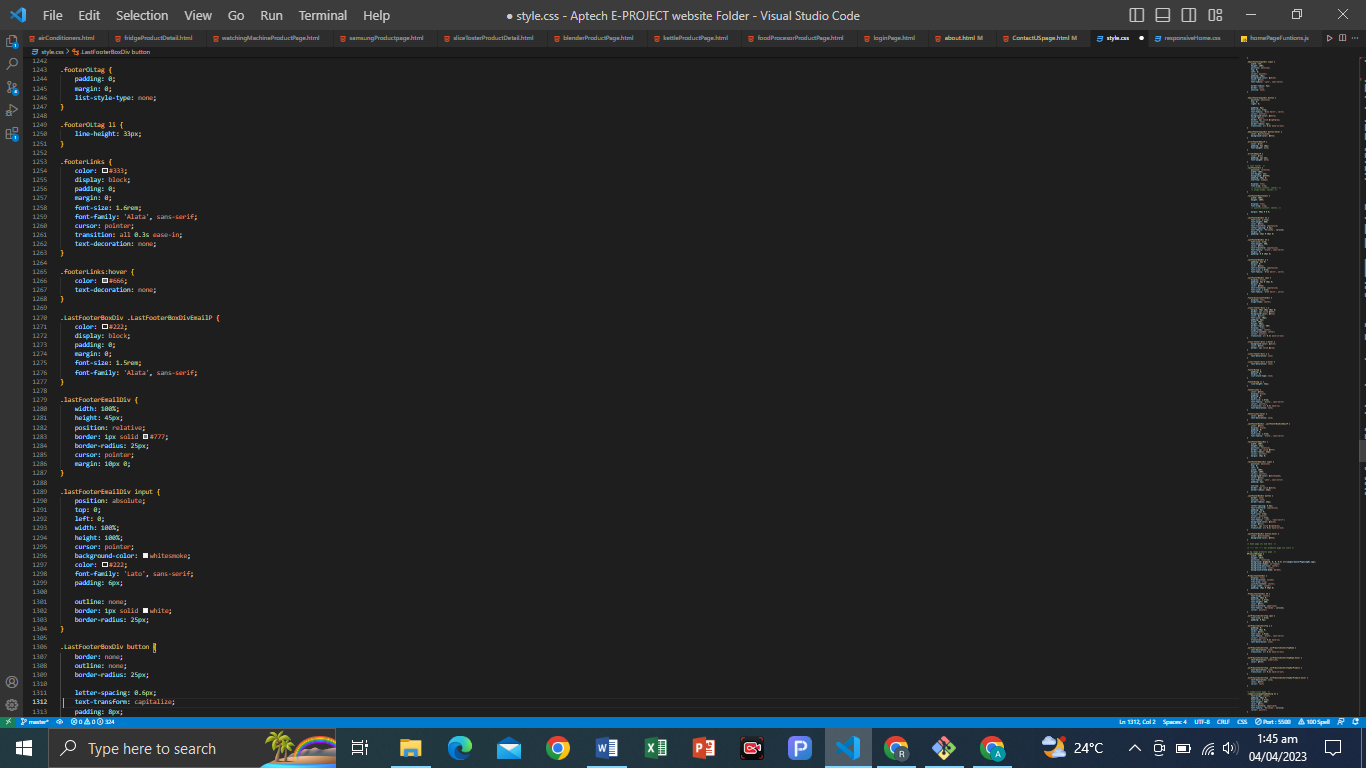 File Edit Selection View Go Run Terminal Help ● style.css - Aptech E-PROJECT website Folder - Visual Studio Code
airConditioners.html fridgeProductDetail.html watchingMachineProductPage.html samsungProductpage.html sliceTosterProductDetail.html blenderProductPage.html kettleProductPage.html foodProcesorProductPage.html loginPage.html about.html M ContactUSpage.html M style.css ● responsiveHome.css homePageFuntions.js
style.css > .LastFooterBoxDiv button
1242
1243 .footerOLtag {
1244 padding: 0;
1245 margin: 0;
1246 list-style-type: none;
1247 }
1248
1249 .footerOLtag li {
1250 line-height: 33px;
1251 }
1252
1253 .footerLinks {
1254 color: #333;
1255 display: block;
1256 padding: 0;
1257 margin: 0;
1258 font-size: 1.6rem;
1259 font-family: 'Alata', sans-serif;
1260 cursor: pointer;
1261 transition: all 0.3s ease-in;
1262 text-decoration: none;
1263 }
1264
1265 .footerLinks:hover {
1266 color: #666;
1267 text-decoration: none;
1268 }
1269
1270 .LastFooterBoxDiv .LastFooterBoxDivEmailP {
1271 color: #222;
1272 display: block;
1273 padding: 0;
1274 margin: 0;
1275 font-size: 1.5rem;
1276 font-family: 'Alata', sans-serif;
1277 }
1278
1279 .lastFooterEmailDiv {
1280 width: 100%;
1281 height: 45px;
1282 position: relative;
1283 border: 1px solid #777;
1284 border-radius: 25px;
1285 cursor: pointer;
1286 margin: 10px 0;
1287 }
1288
1289 .lastFooterEmailDiv input {
1290 position: absolute;
1291 top: 0;
1292 left: 0;
1293 width: 100%;
1294 height: 100%;
1295 cursor: pointer;
1296 background-color: whitesmoke;
1297 color: #222;
1298 font-family: 'Lato', sans-serif;
1299 padding: 6px;
1300
1301 outline: none;
1302 border: 1px solid white;
1303 border-radius: 25px;
1304 }
1305
1306 .LastFooterBoxDiv button {
1307 border: none;
1308 outline: none;
1309 border-radius: 25px;
1311 letter-spacing: 0.6px;
1312 text-transform: capitalize;
1313 padding: 8px;
master* 0 0 324 Ln 1312, Col 2 Spaces: 4 UTF-8 CRLF CSS Port : 5500 100 Spell
Type here to search 24°C 1:45 am
04/04/2023